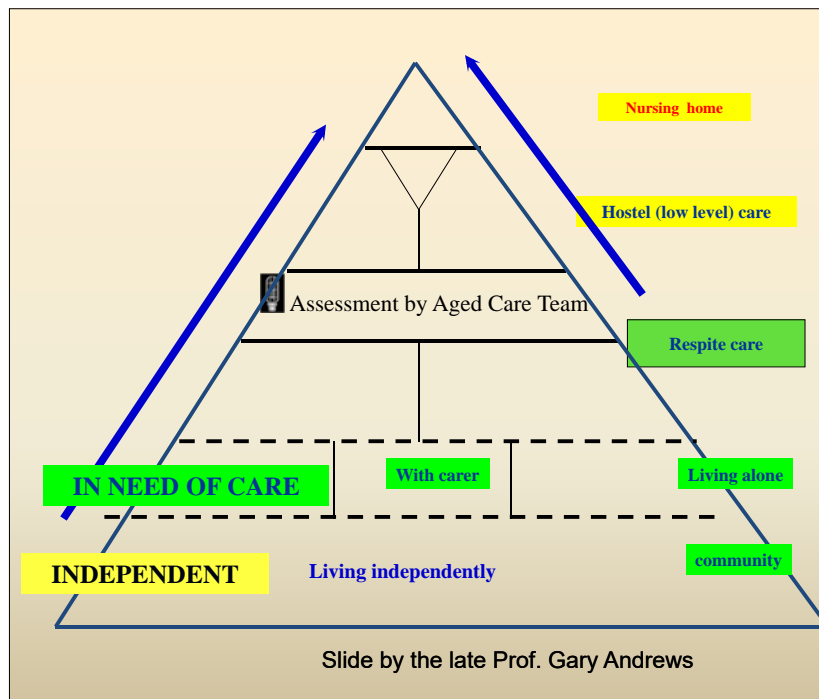 Nursing home
Hostel (low level) care
Assessment by Aged Care Team
Respite care
IN NEED OF CARE
With carer
Living alone
INDEPENDENT
Living independently
community
Slide by the late Prof. Gary Andrews